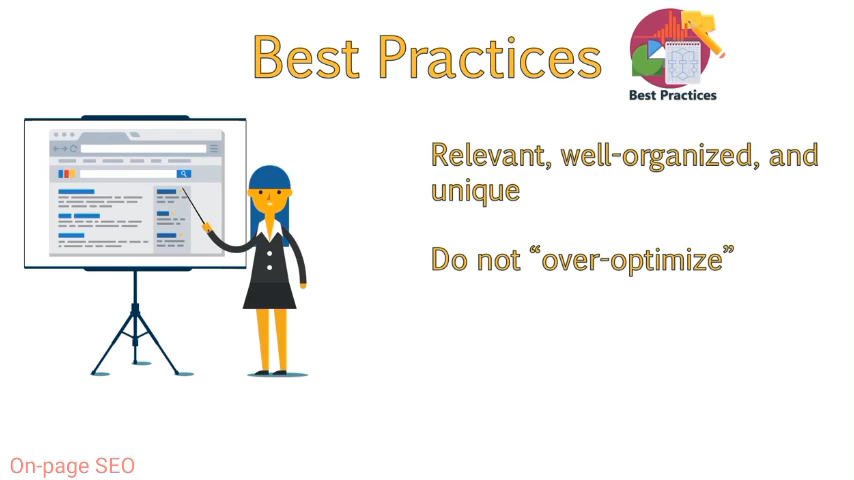 Best Practices
Best Practices
Relevant, well-organized, and
unique
Do not “over-optimize”
On-page SEO